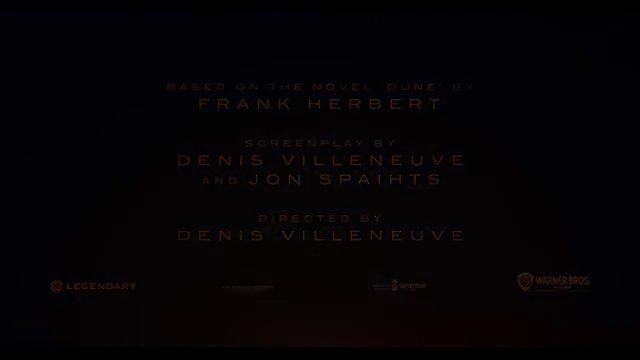 BASED ON THE NOVEL 'DUNE' BY
FRANK HERBERT
SCREENPLAY BY
DENIS VILLENEUVE
AND JON SPAIHTS
DIRECTED BY
DENIS VILLENEUVE
LEGENDARY
WARNER BROS.